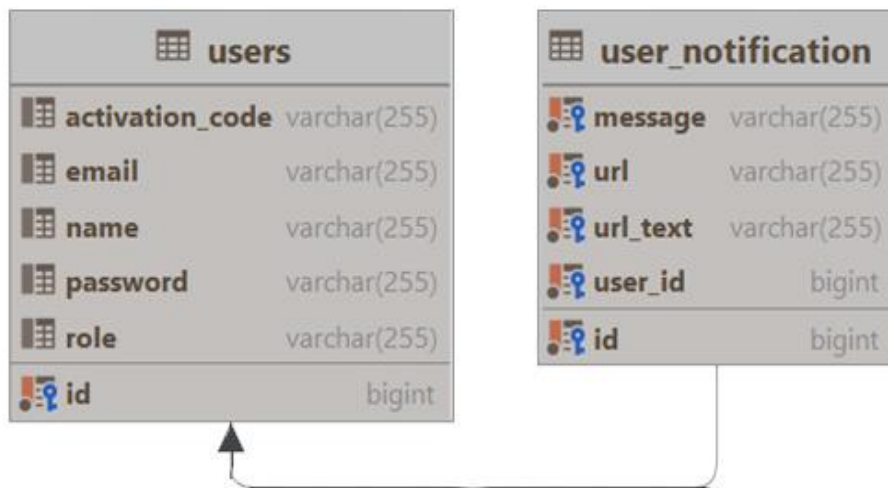 users
activation_code varchar(255)
email varchar(255)
name varchar(255)
password varchar(255)
role varchar(255)
id bigint
user_notification
message varchar(255)
url varchar(255)
url_text varchar(255)
user_id bigint
id bigint